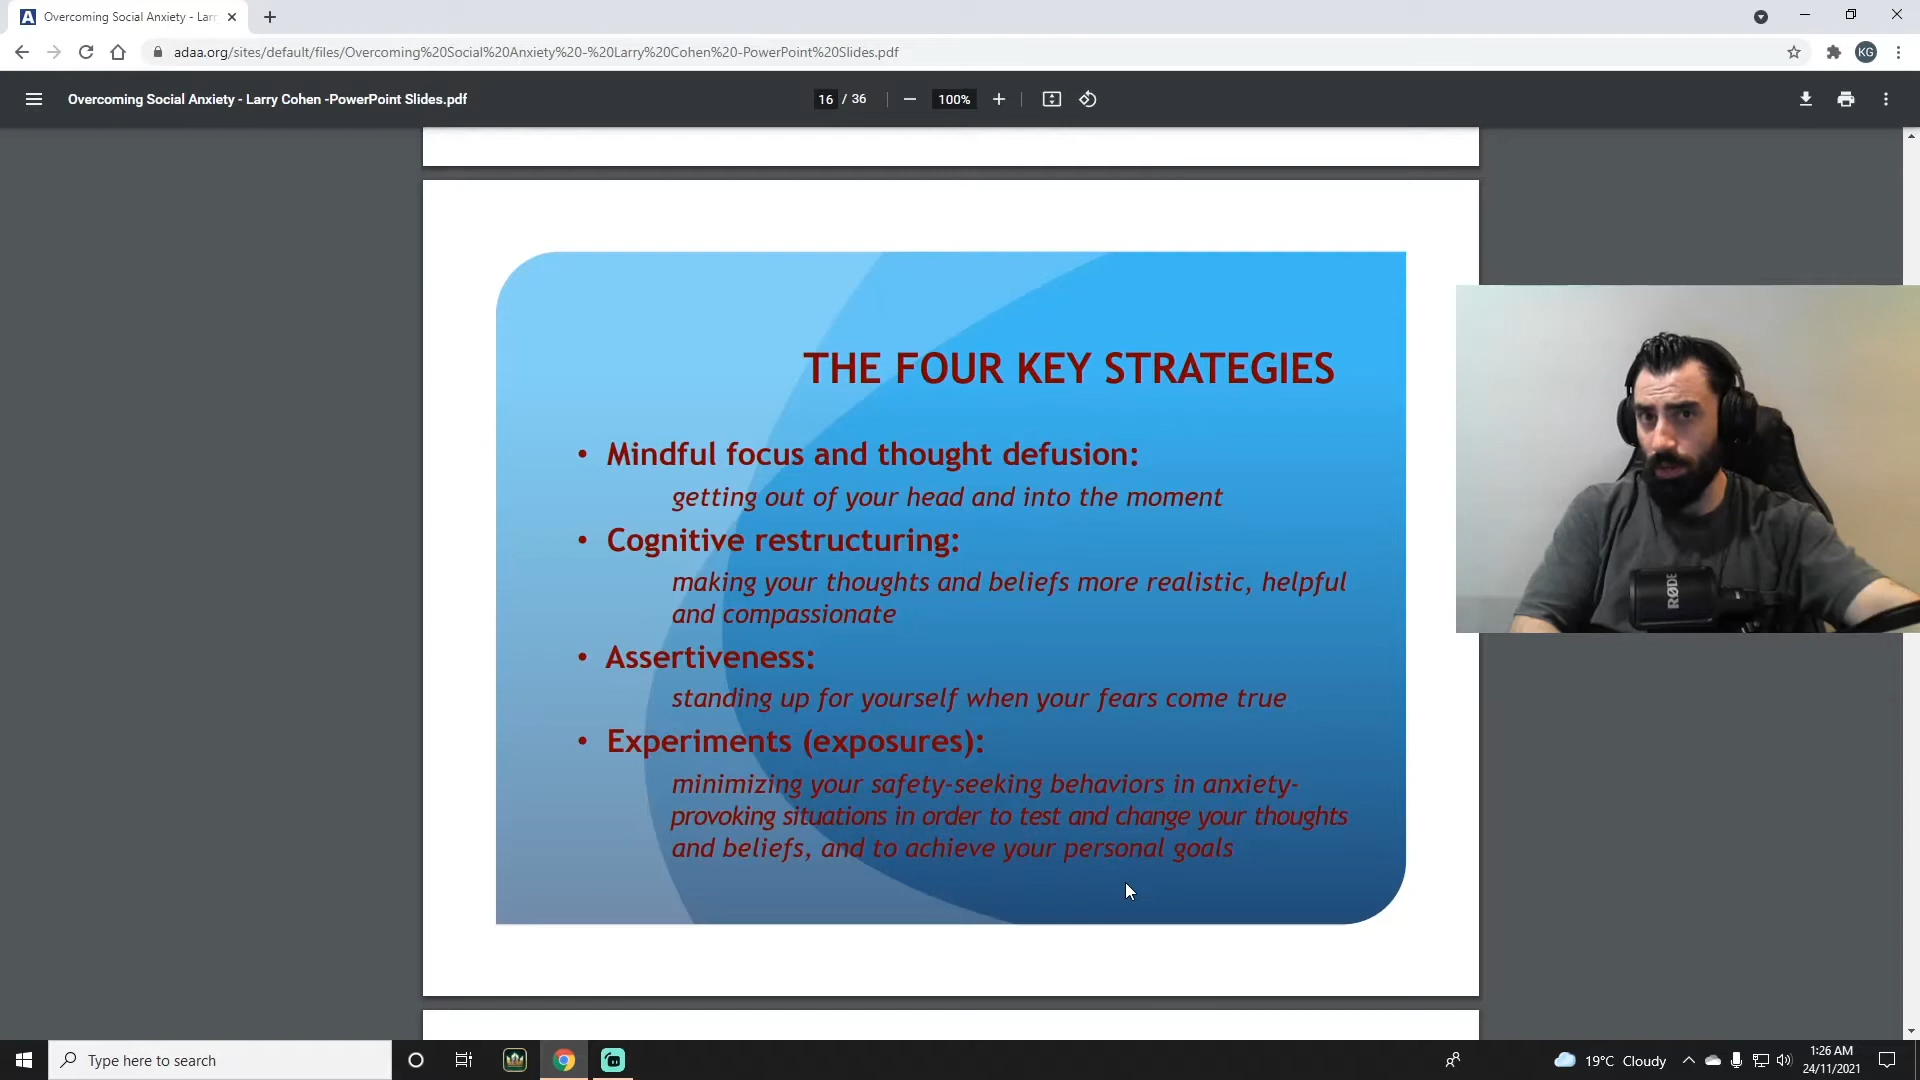 Overcoming Social Anxiety - Larr
adaa.org/sites/default/files/Overcoming%20Social%20Anxiety%20-%20Larry%20Cohen%20-PowerPoint%20Slides.pdf
KG
Overcoming Social Anxiety - Larry Cohen -PowerPoint Slides.pdf
16 / 36
100%
THE FOUR KEY STRATEGIES
• Mindful focus and thought defusion:
getting out of your head and into the moment
• Cognitive restructuring:
making your thoughts and beliefs more realistic, helpful
and compassionate
• Assertiveness:
standing up for yourself when your fears come true
• Experiments (exposures):
minimizing your safety-seeking behaviors in anxiety-
provoking situations in order to test and change your thoughts
and beliefs, and to achieve your personal goals
RØDE
Type here to search
19°C Cloudy
1:26 AM
24/11/2021